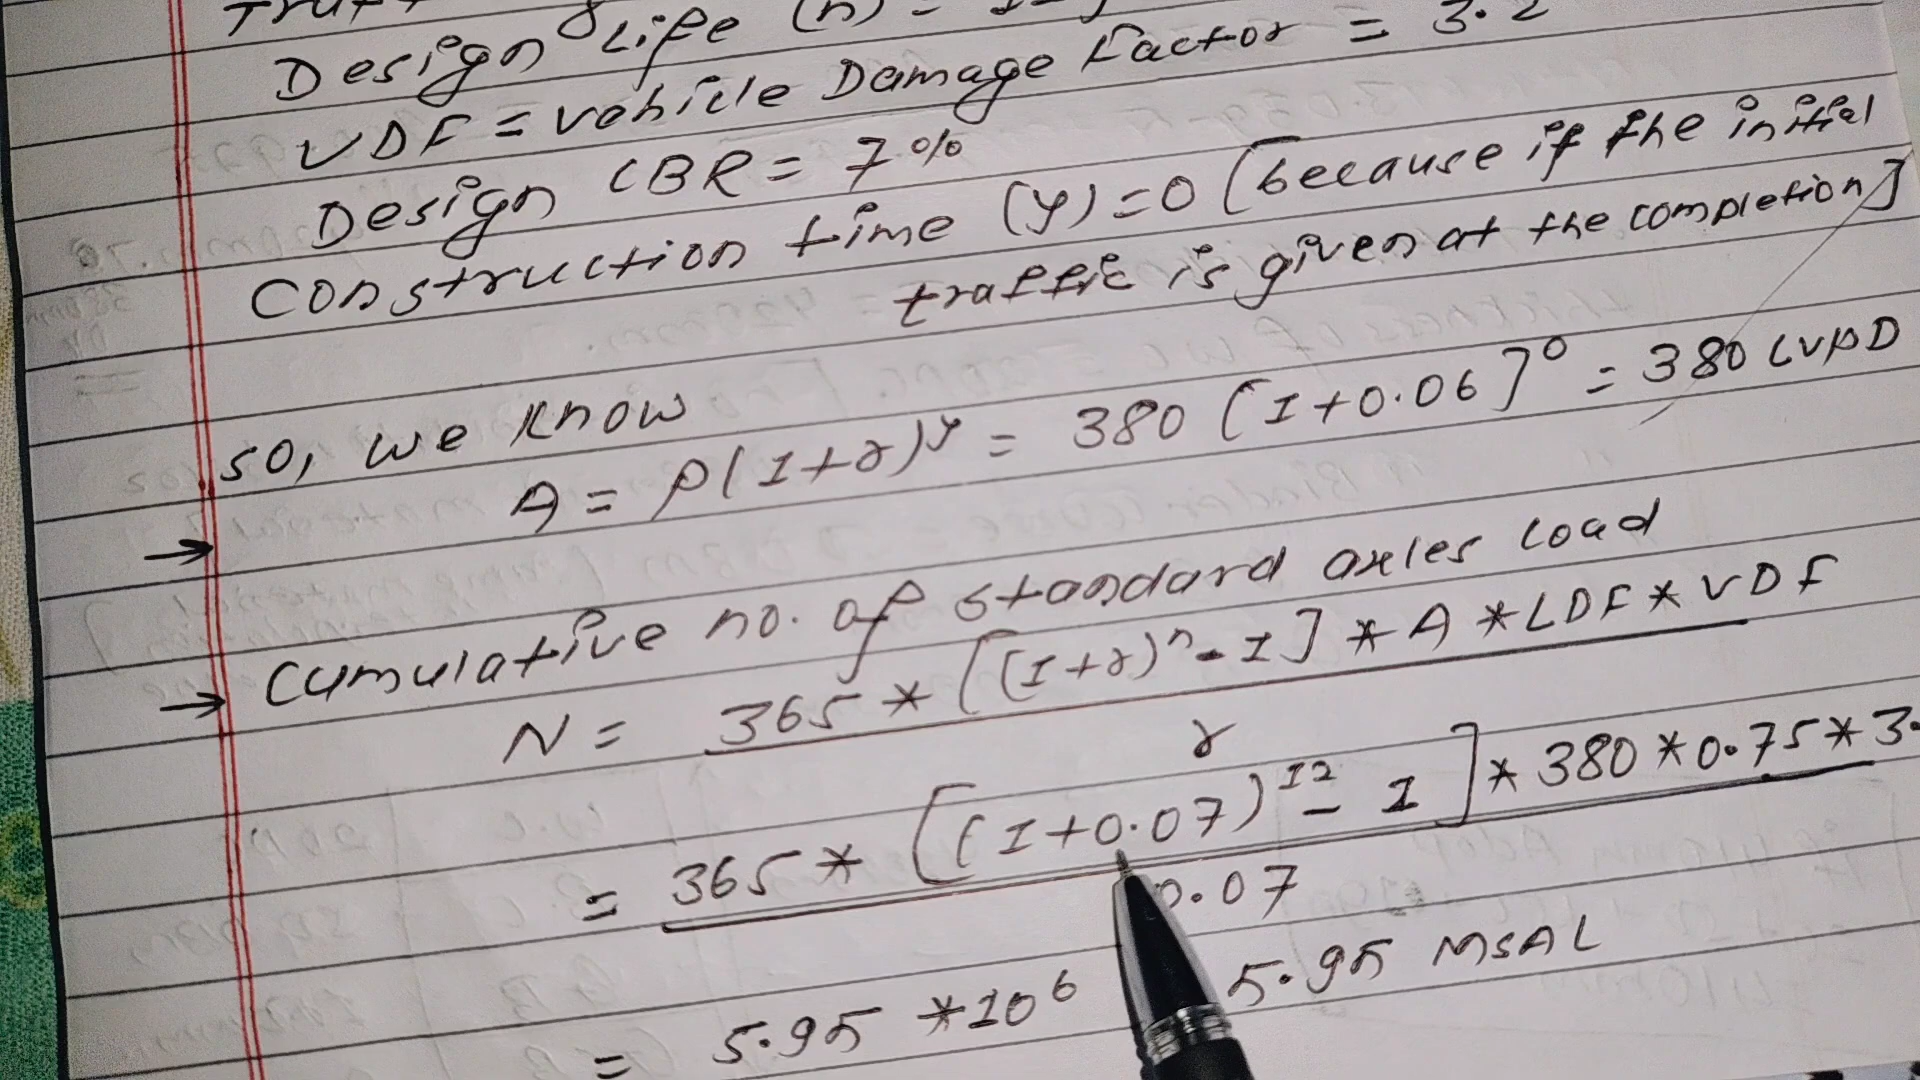 Design Life (n) =
VDF = vehicle Damage Factor = 3.2
Design CBR = 7%
Construction time (y) = 0 [because if the initial
traffic is given at the completion]
So, we know
A = P(1+r)^y = 380 [1+0.06]^0 = 380 CVPD
→ Cumulative no. of standard axles load
→ N = 365 * [(1+r)^n - 1] * A * LDF * VDF
r
= 365 * [(1+0.07)^12 - 1] * 380 * 0.75 * 3.
0.07
= 5.95 * 10^6 5.95 MSAL